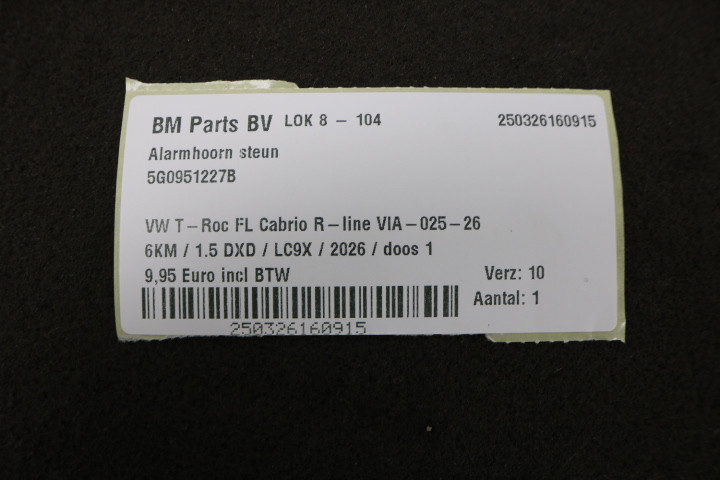 BM Parts BV LOK 8 - 104 250326160915
Alarmhoorn steun
5G0951227B
VW T-Roc FL Cabrio R-line VIA-025-26
6KM / 1.5 DXD / LC9X / 2026 / doos 1
9,95 Euro incl BTW Verz: 10
Aantal: 1
250326160915